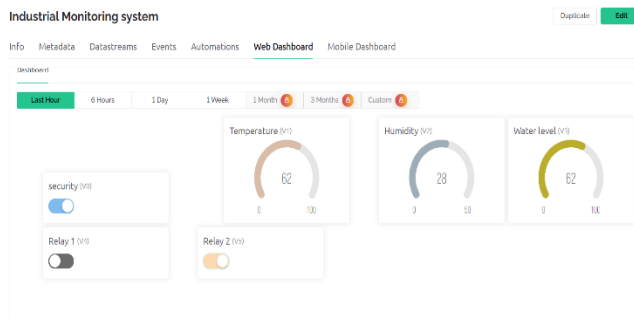 Industrial Monitoring system
Duplicate Edit
Info Metadata Datastreams Events Automations Web Dashboard Mobile Dashboard
Dashboard
Last Hour 6 Hours 1 Day 1 Week 1 Month 3 Months Custom
Temperature (V1) Humidity (V2) Water level (V3)
62 28 62
security (V0)
0 100 0 50 0 100
Relay 1 (V4) Relay 2 (V5)